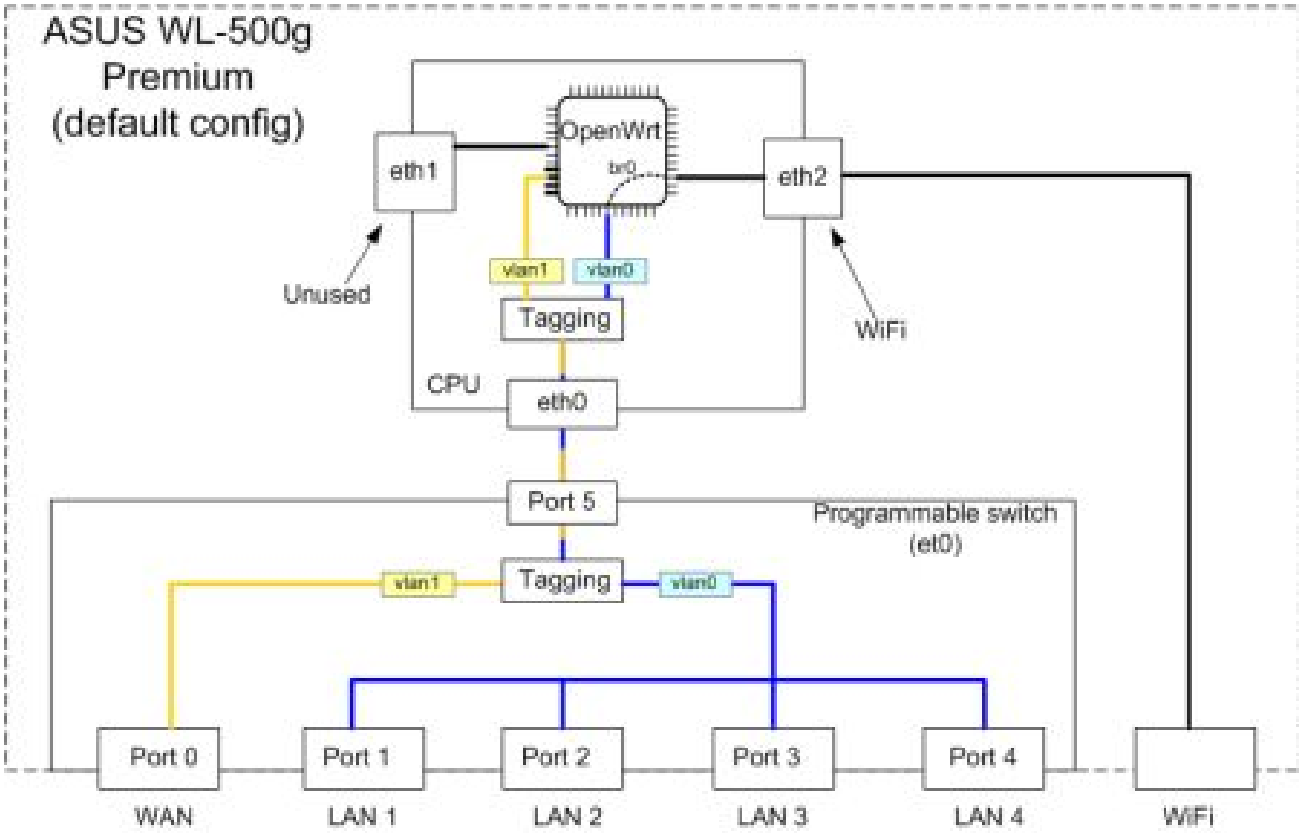 ASUS WL-500g
Premium
(default config)
OpenWrt
br0
eth1
eth2
vlan1
vlan0
Unused
Tagging
WiFi
CPU
eth0
Port 5
Programmable switch
(et0)
vlan1
Tagging
vlan0
Port 0
Port 1
Port 2
Port 3
Port 4
WAN
LAN 1
LAN 2
LAN 3
LAN 4
WiFi